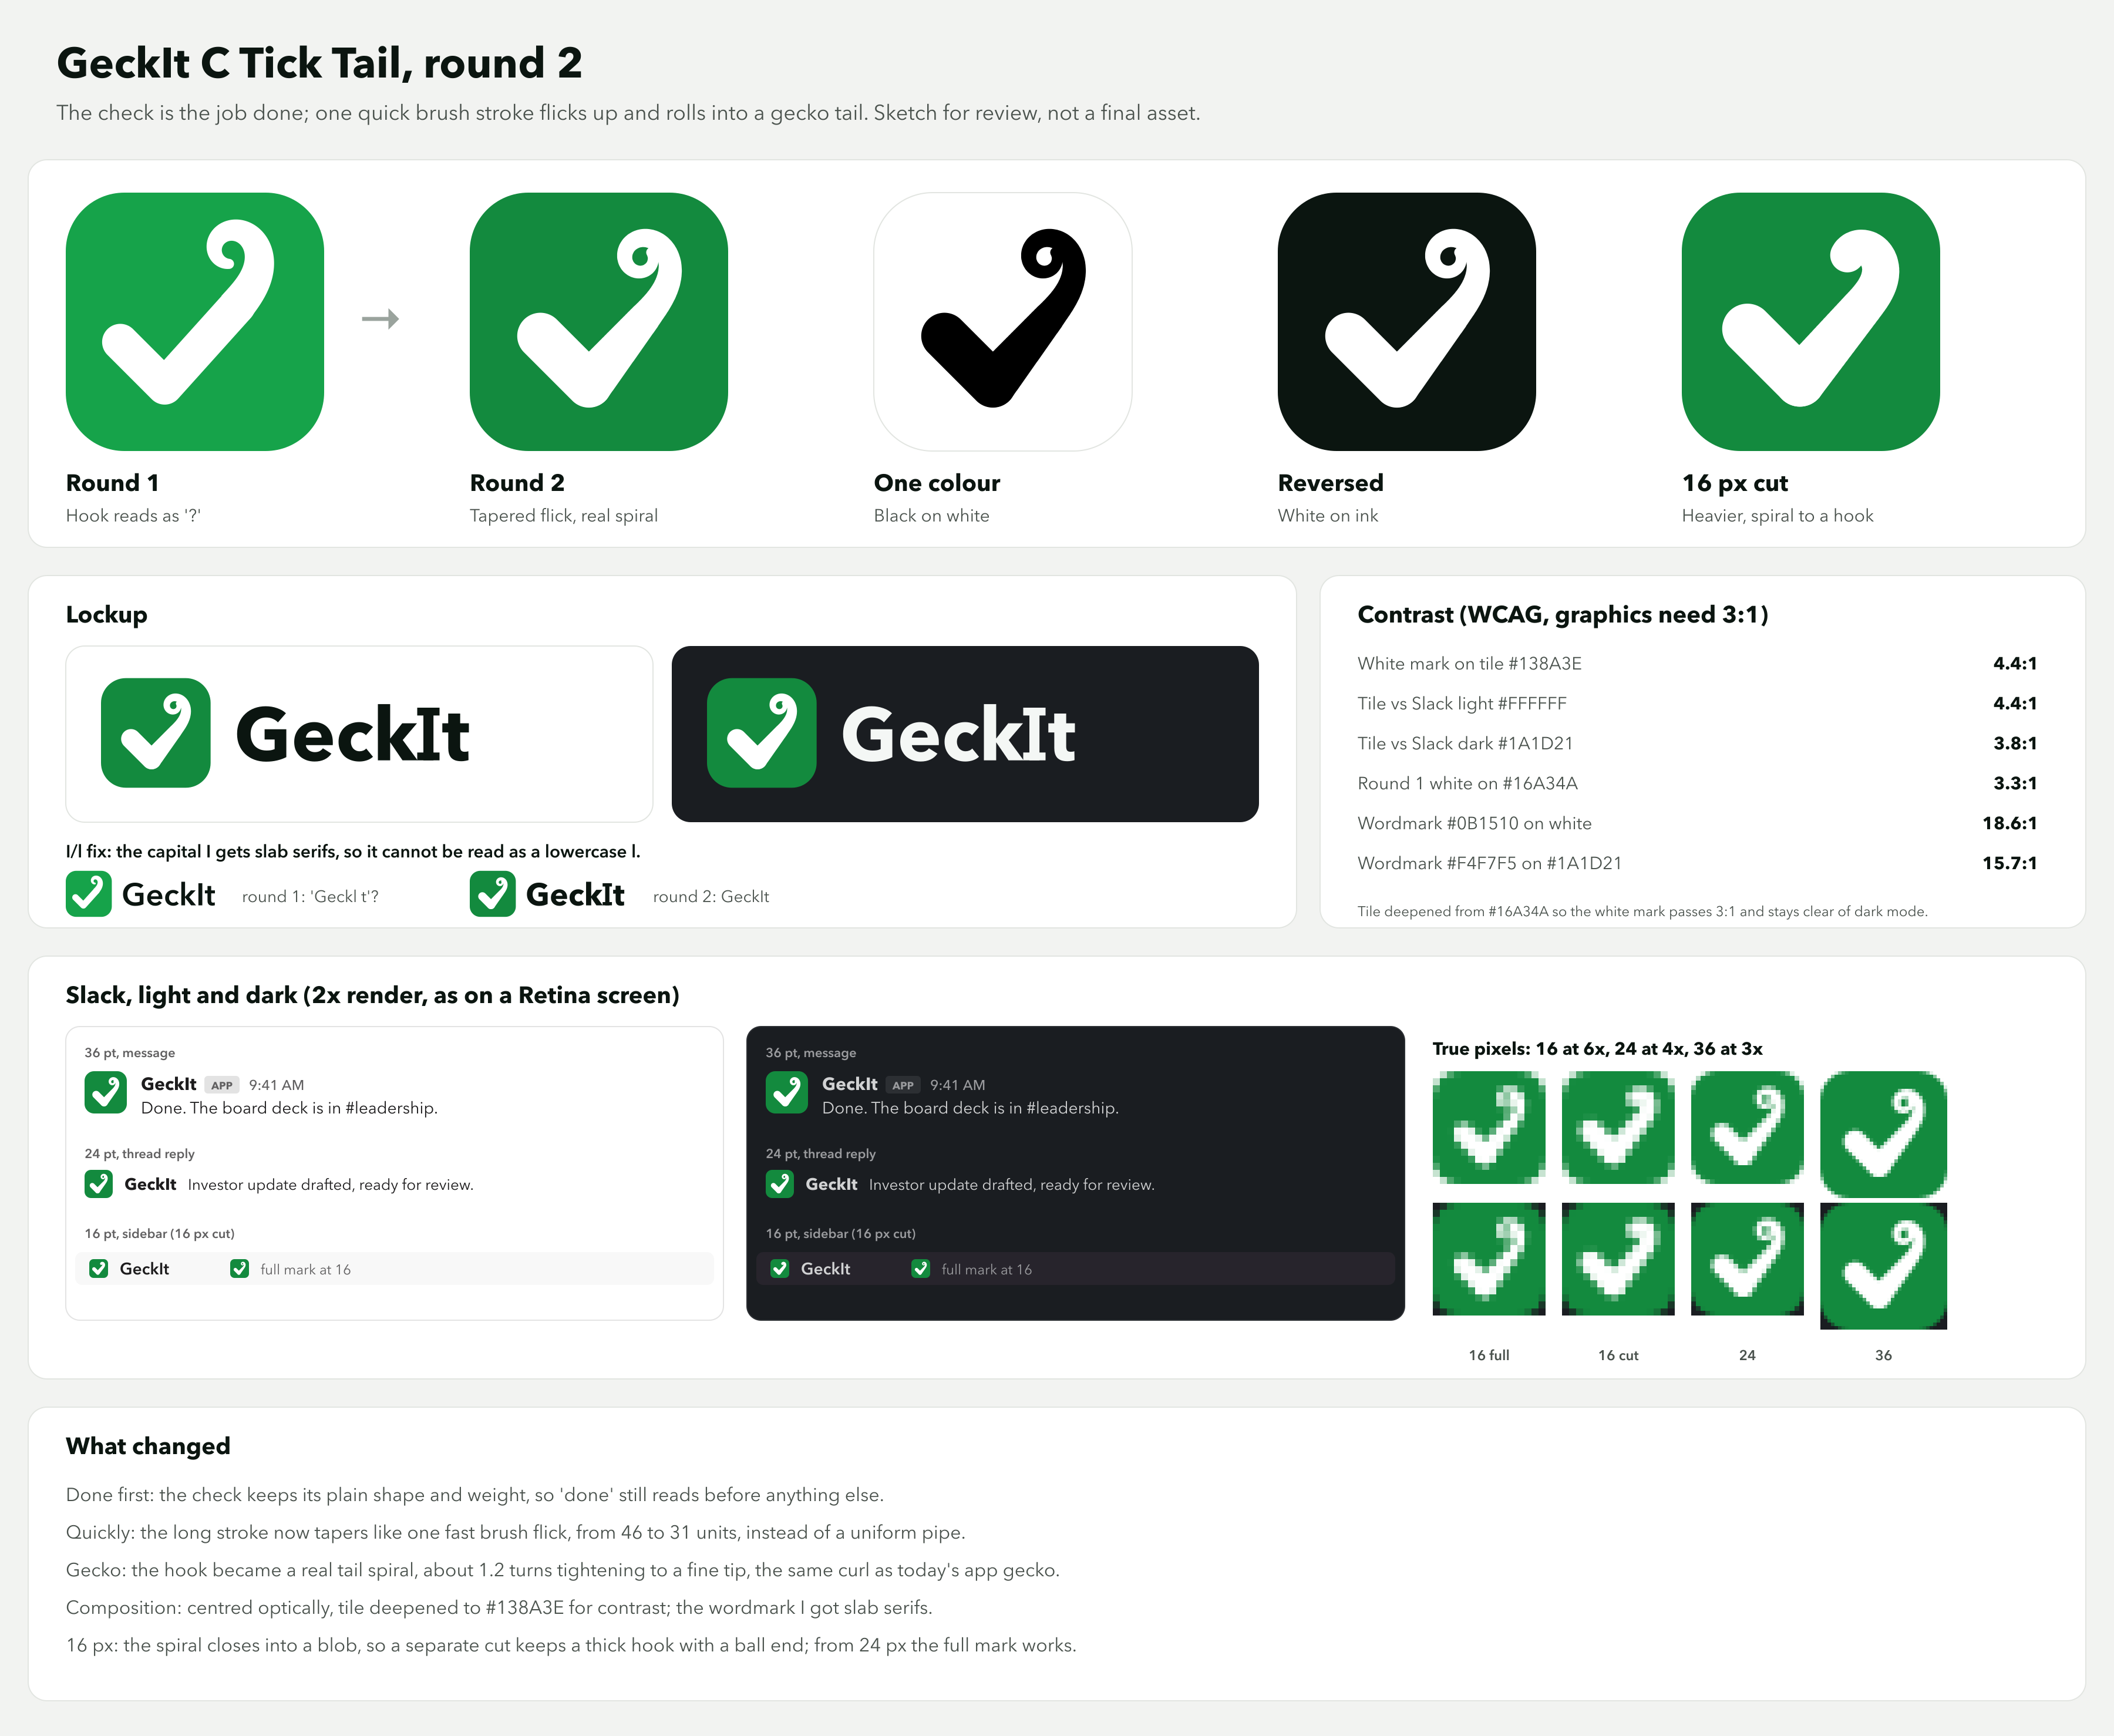 GeckIt C Tick Tail, round 2
The check is the job done; one quick brush stroke flicks up and rolls into a gecko tail. Sketch for review, not a final asset.
Round 1
Hook reads as '?'
Round 2
Tapered flick, real spiral
One colour
Black on white
Reversed
White on ink
16 px cut
Heavier, spiral to a hook
Lockup
GeckIt
GeckIt
I/l fix: the capital I gets slab serifs, so it cannot be read as a lowercase l.
GeckIt
round 1: 'Geckl t'?
GeckIt
round 2: GeckIt
Contrast (WCAG, graphics need 3:1)
White mark on tile #138A3E 4.4:1
Tile vs Slack light #FFFFFF 4.4:1
Tile vs Slack dark #1A1D21 3.8:1
Round 1 white on #16A34A 3.3:1
Wordmark #0B1510 on white 18.6:1
Wordmark #F4F7F5 on #1A1D21 15.7:1
Tile deepened from #16A34A so the white mark passes 3:1 and stays clear of dark mode.
Slack, light and dark (2x render, as on a Retina screen)
36 pt, message
GeckIt APP 9:41 AM
Done. The board deck is in #leadership.
24 pt, thread reply
GeckIt Investor update drafted, ready for review.
16 pt, sidebar (16 px cut)
GeckIt full mark at 16
36 pt, message
GeckIt APP 9:41 AM
Done. The board deck is in #leadership.
24 pt, thread reply
GeckIt Investor update drafted, ready for review.
16 pt, sidebar (16 px cut)
GeckIt full mark at 16
True pixels: 16 at 6x, 24 at 4x, 36 at 3x
16 full 16 cut 24 36
What changed
Done first: the check keeps its plain shape and weight, so 'done' still reads before anything else.
Quickly: the long stroke now tapers like one fast brush flick, from 46 to 31 units, instead of a uniform pipe.
Gecko: the hook became a real tail spiral, about 1.2 turns tightening to a fine tip, the same curl as today's app gecko.
Composition: centred optically, tile deepened to #138A3E for contrast; the wordmark I got slab serifs.
16 px: the spiral closes into a blob, so a separate cut keeps a thick hook with a ball end; from 24 px the full mark works.